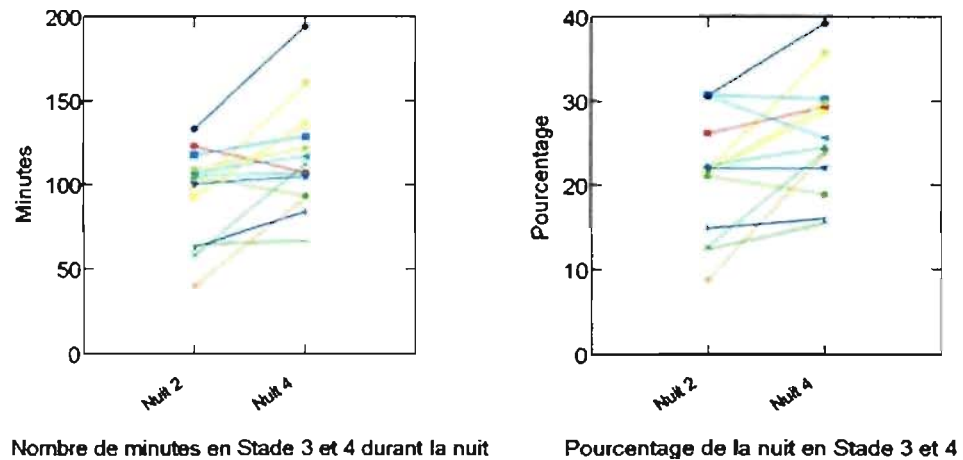 200
150
100
50
0
Minutes
Nuit 2
Nuit 4
Nombre de minutes en Stade 3 et 4 durant la nuit
40
30
20
10
0
Pourcentage
Nuit 2
Nuit 4
Pourcentage de la nuit en Stade 3 et 4